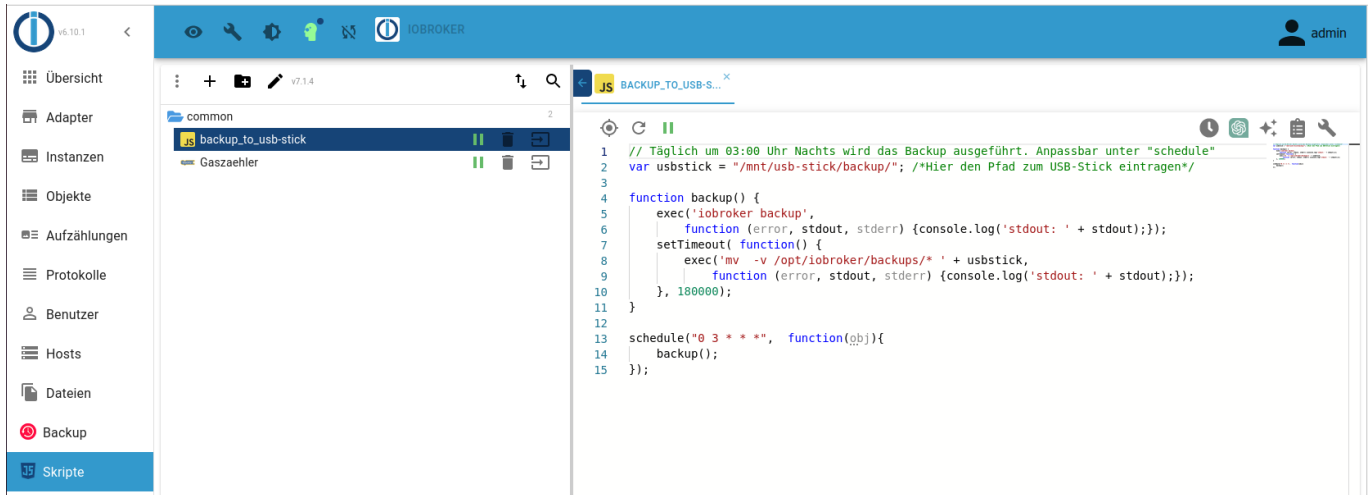 v6.10.1
IOBROKER
admin
Übersicht
Adapter
Instanzen
Objekte
Aufzählungen
Protokolle
Benutzer
Hosts
Dateien
Backup
Skripte
v7.1.4
common 2
JS backup_to_usb-stick
Gaszaehler
JS BACKUP_TO_USB-S...
1 // Täglich um 03:00 Uhr Nachts wird das Backup ausgeführt. Anpassbar unter "schedule"
2 var usbstick = "/mnt/usb-stick/backup/"; /*Hier den Pfad zum USB-Stick eintragen*/
3
4 function backup() {
5     exec('iobroker backup',
6         function (error, stdout, stderr) {console.log('stdout: ' + stdout);});
7     setTimeout( function() {
8         exec('mv  -v /opt/iobroker/backups/* ' + usbstick,
9             function (error, stdout, stderr) {console.log('stdout: ' + stdout);});
10     }, 180000);
11 }
12
13 schedule("0 3 * * *",  function(obj){
14     backup();
15 });